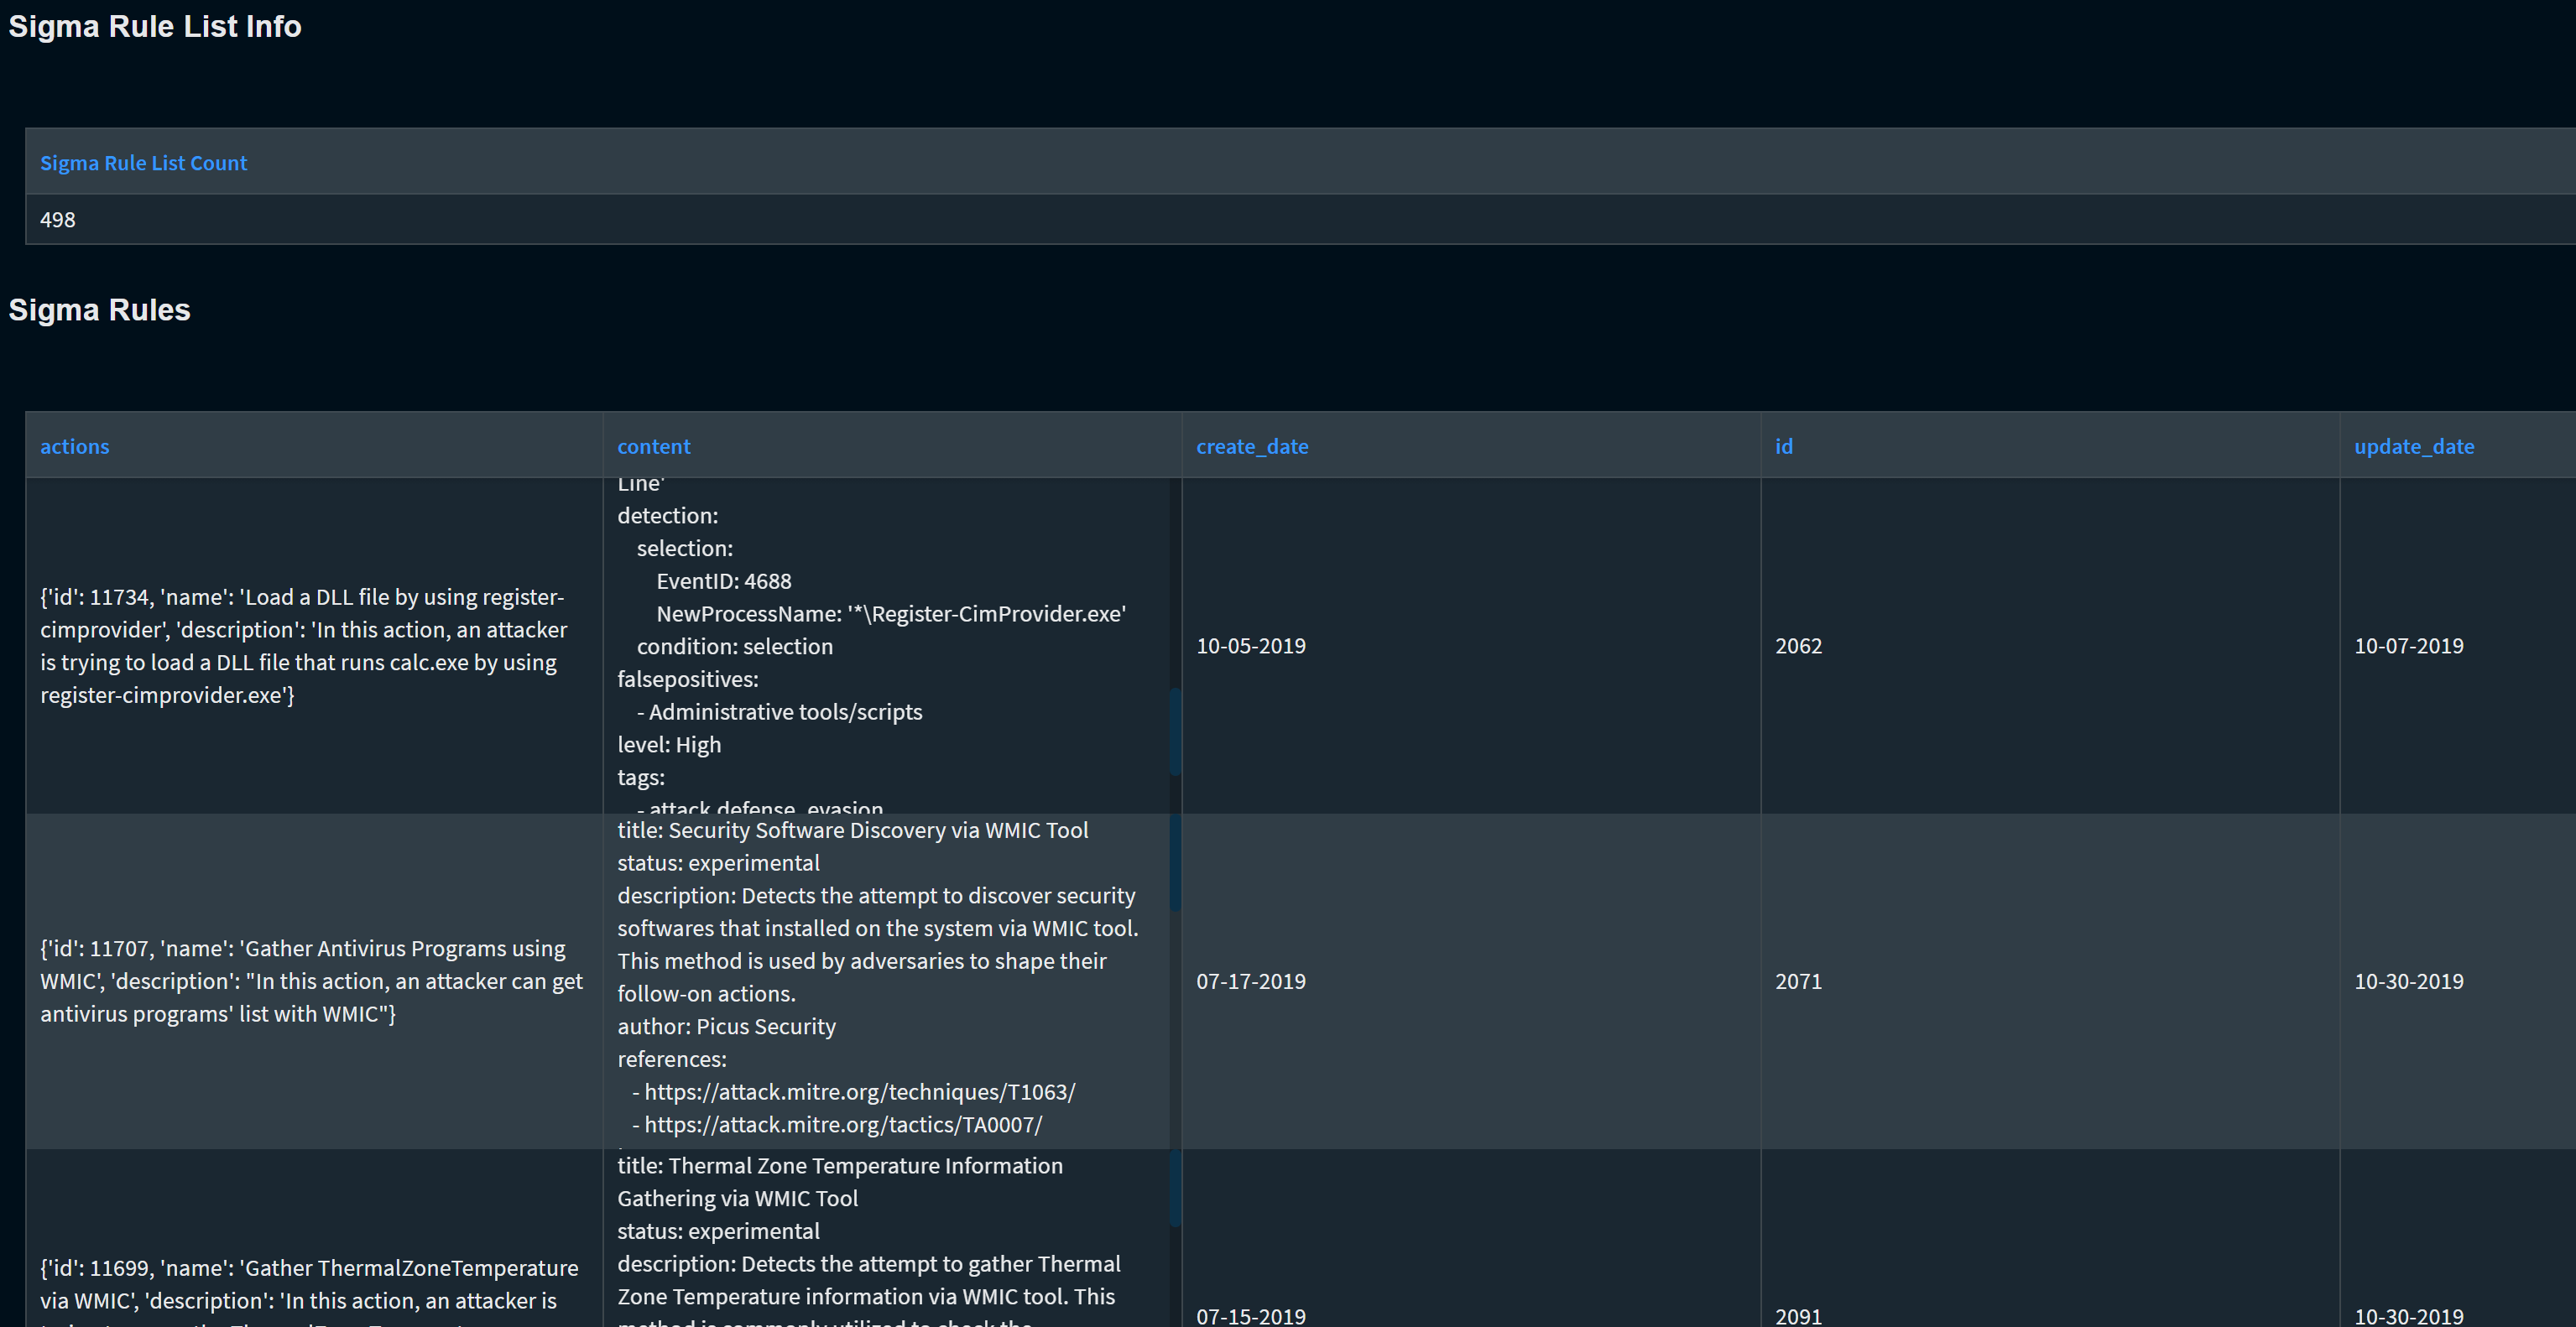 Sigma Rule List Info
Sigma Rule List Count
498
Sigma Rules
actions
content
create_date
id
update_date
{'id': 11734, 'name': 'Load a DLL file by using register-
cimprovider', 'description': 'In this action, an attacker
is trying to load a DLL file that runs calc.exe by using
register-cimprovider.exe'}
Line'
detection:
selection:
EventID: 4688
NewProcessName: '*\Register-CimProvider.exe'
condition: selection
falsepositives:
- Administrative tools/scripts
level: High
tags:
- attack.defense_evasion
10-05-2019
2062
10-07-2019
{'id': 11707, 'name': 'Gather Antivirus Programs using
WMIC', 'description': "In this action, an attacker can get
antivirus programs' list with WMIC"}
title: Security Software Discovery via WMIC Tool
status: experimental
description: Detects the attempt to discover security
softwares that installed on the system via WMIC tool.
This method is used by adversaries to shape their
follow-on actions.
author: Picus Security
references:
- https://attack.mitre.org/techniques/T1063/
- https://attack.mitre.org/tactics/TA0007/
07-17-2019
2071
10-30-2019
{'id': 11699, 'name': 'Gather ThermalZoneTemperature
via WMIC', 'description': 'In this action, an attacker is
title: Thermal Zone Temperature Information
Gathering via WMIC Tool
status: experimental
description: Detects the attempt to gather Thermal
Zone Temperature information via WMIC tool. This
method is commonly utilized to check the
07-15-2019
2091
10-30-2019